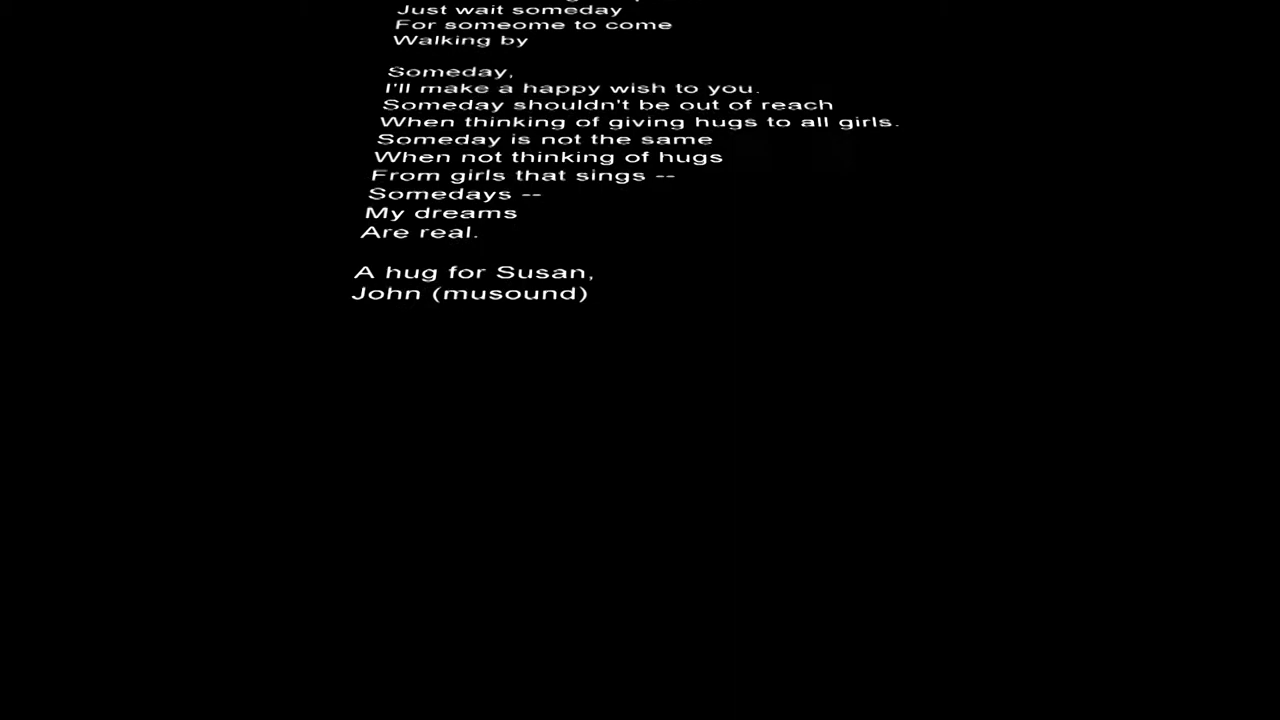 Just wait someday
For someome to come
Walking by
Someday,
I'll make a happy wish to you.
Someday shouldn't be out of reach
When thinking of giving hugs to all girls.
Someday is not the same
When not thinking of hugs
From girls that sings --
Somedays --
My dreams
Are real.
A hug for Susan,
John (musound)